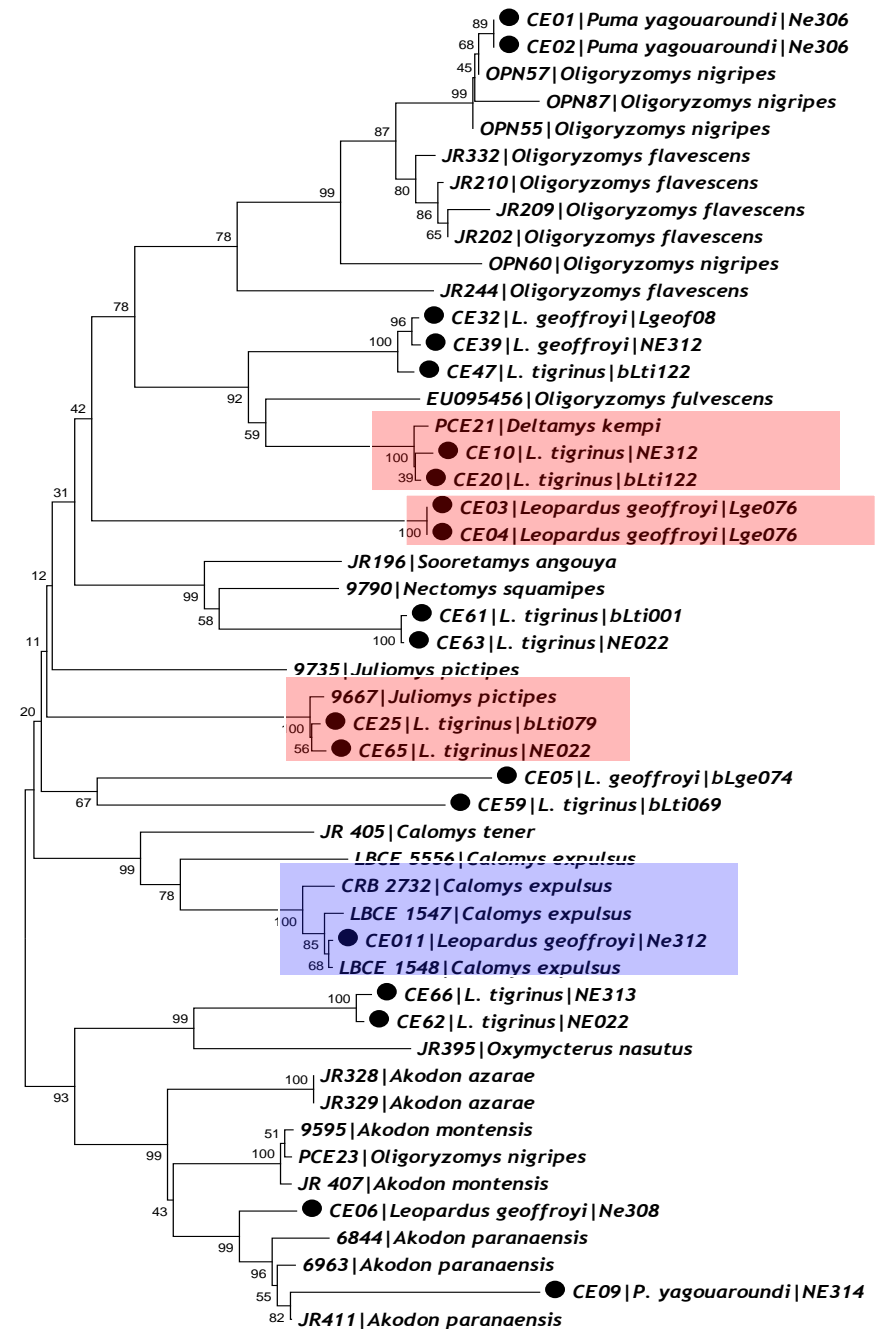 89
CE01|Puma yagouaroundi|Ne306
68
CE02|Puma yagouaroundi|Ne306
45
OPN57|Oligoryzomys nigripes
99
OPN87|Oligoryzomys nigripes
OPN55|Oligoryzomys nigripes
87
JR332|Oligoryzomys flavescens
80
JR210|Oligoryzomys flavescens
99
86
JR209|Oligoryzomys flavescens
65
JR202|Oligoryzomys flavescens
78
OPN60|Oligoryzomys nigripes
JR244|Oligoryzomys flavescens
78
96
CE32|L. geoffroyi|Lgeof08
100
CE39|L. geoffroyi|NE312
CE47|L. tigrinus|bLti122
92
EU095456|Oligoryzomys fulvescens
42
59
PCE21|Deltamys kempi
100
CE10|L. tigrinus|NE312
39
CE20|L. tigrinus|bLti122
31
CE03|Leopardus geoffroyi|Lge076
100
CE04|Leopardus geoffroyi|Lge076
JR196|Sooretamys angouya
12
99
9790|Nectomys squamipes
58
CE61|L. tigrinus|bLti001
100
CE63|L. tigrinus|NE022
11
9735|Juliomys pictipes
9667|Juliomys pictipes
20
100
CE25|L. tigrinus|bLti079
56
CE65|L. tigrinus|NE022
CE05|L. geoffroyi|bLge074
67
CE59|L. tigrinus|bLti069
JR 405|Calomys tener
99
LBCE 5556|Calomys expulsus
78
CRB 2732|Calomys expulsus
100
LBCE 1547|Calomys expulsus
85
CE011|Leopardus geoffroyi|Ne312
68
LBCE 1548|Calomys expulsus
100
CE66|L. tigrinus|NE313
99
CE62|L. tigrinus|NE022
JR395|Oxymycterus nasutus
100
JR328|Akodon azarae
93
JR329|Akodon azarae
51
9595|Akodon montensis
99
100
PCE23|Oligoryzomys nigripes
JR 407|Akodon montensis
43
CE06|Leopardus geoffroyi|Ne308
99
6844|Akodon paranaensis
96
6963|Akodon paranaensis
55
CE09|P. yagouaroundi|NE314
82
JR411|Akodon paranaensis